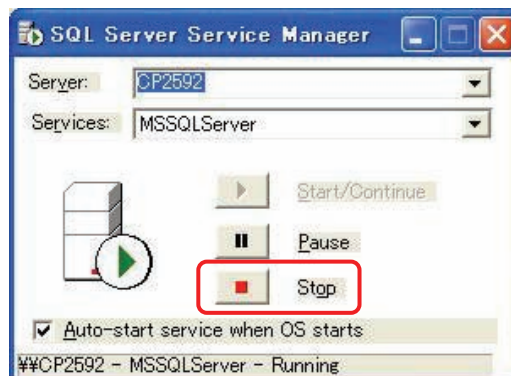 SQL Server Service Manager
Server: CP2592
Services: MSSQLServer
Start/Continue
Pause
Stop
Auto-start service when OS starts
¥¥CP2592 - MSSQLServer - Running